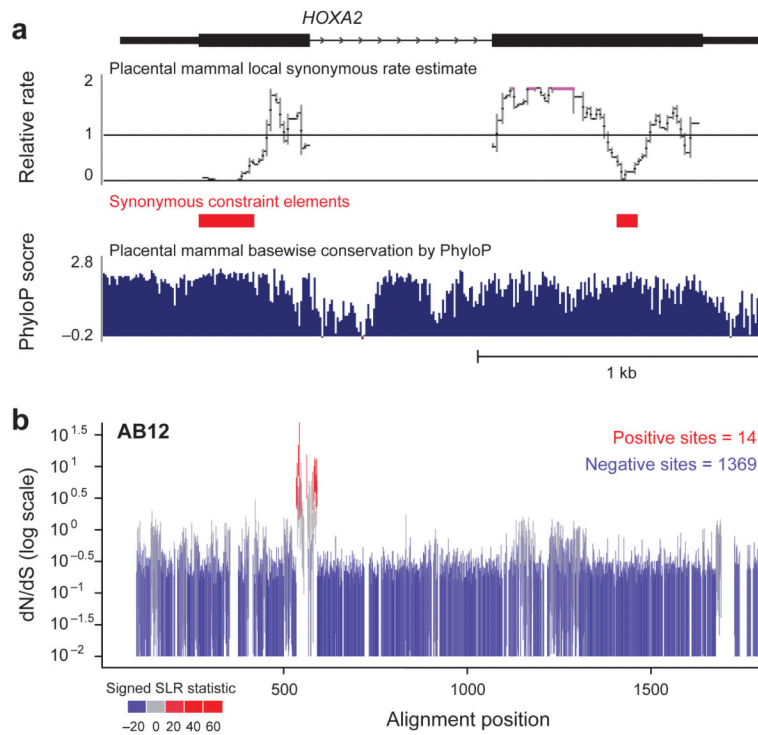 HOXA2
a
Placental mammal local synonymous rate estimate
Relative rate
2
1
0
Synonymous constraint elements
Placental mammal basewise conservation by PhyloP
PhyloP socre
2.8
–0.2
1 kb
b
AB12
Positive sites = 14
Negative sites = 1369
dN/dS (log scale)
10^1.5
10^1
10^0.5
10^0
10^–0.5
10^–1
10^–1.5
10^–2
500 1000 1500
Alignment position
Signed SLR statistic
–20 0 20 40 60